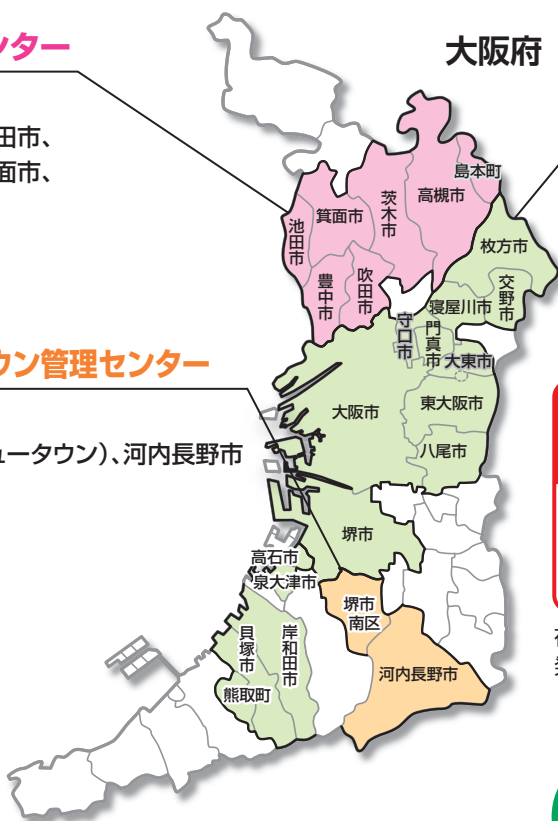 ンター
大阪府
田市、
面市、
島本町
高槻市
茨木市
箕面市
池田市
枚方市
交野市
吹田市
豊中市
寝屋川市
守口市
門真市
大東市
ウン管理センター
大阪市
東大阪市
八尾市
ュータウン)、河内長野市
堺市
高石市
泉大津市
堺市
南区
貝塚市
岸和田市
河内長野市
熊取町